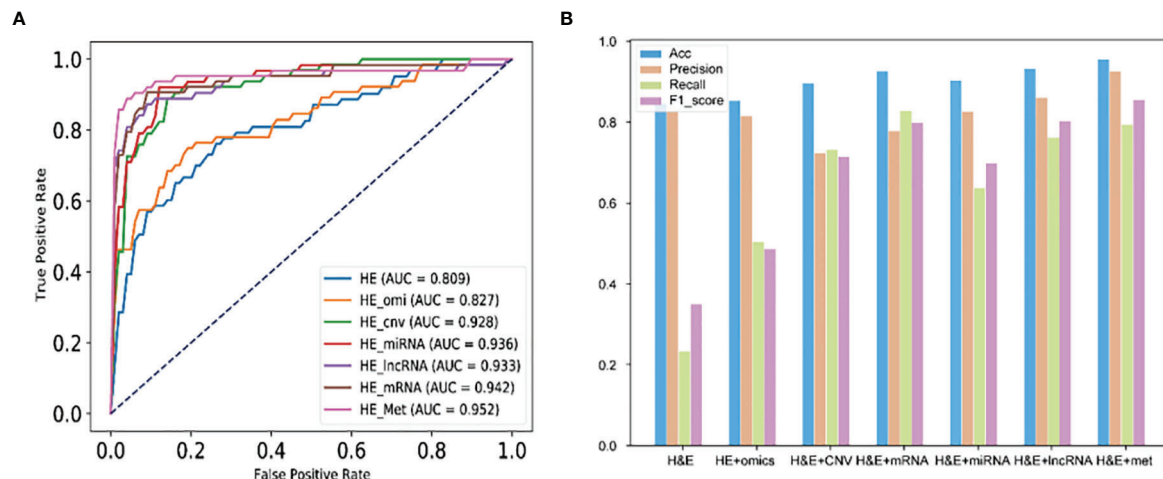 A
1.0
0.8
0.6
0.4
0.2
0.0
True Positive Rate
0.0 0.2 0.4 0.6 0.8 1.0
False Positive Rate
HE (AUC = 0.809)
HE_omi (AUC = 0.827)
HE_cnv (AUC = 0.928)
HE_miRNA (AUC = 0.936)
HE_lncRNA (AUC = 0.933)
HE_mRNA (AUC = 0.942)
HE_Met (AUC = 0.952)
B
1.0
0.8
0.6
0.4
0.2
0.0
Acc
Precision
Recall
F1_score
H&E HE+omics H&E+CNV H&E+mRNA H&E+miRNA H&E+lncRNA H&E+met